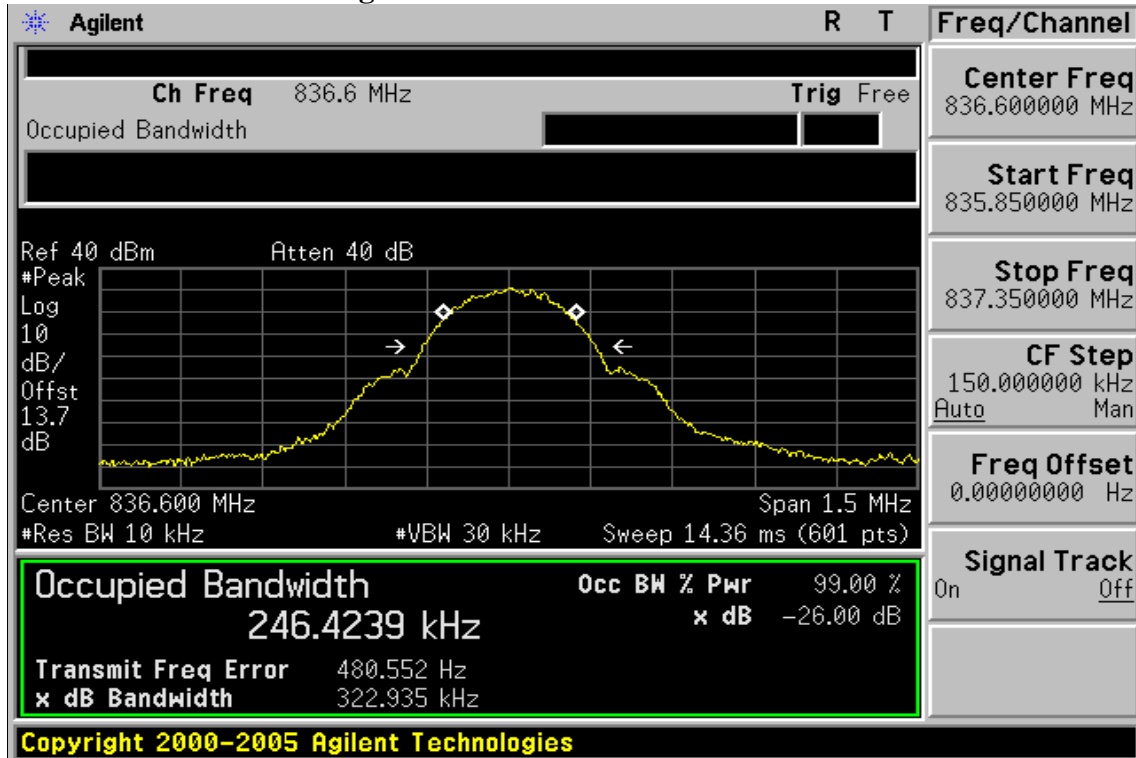 Agilent R T Freq/Channel
Ch Freq 836.6 MHz Trig Free
Occupied Bandwidth
Center Freq
836.600000 MHz
Start Freq
835.850000 MHz
Stop Freq
837.350000 MHz
CF Step
150.000000 kHz
Auto Man
Freq Offset
0.00000000 Hz
Signal Track
On Off
Ref 40 dBm Atten 40 dB
#Peak
Log
10
dB/
Offst
13.7
dB
Center 836.600 MHz Span 1.5 MHz
#Res BW 10 kHz #VBW 30 kHz Sweep 14.36 ms (601 pts)
Occupied Bandwidth Occ BW % Pwr 99.00 %
246.4239 kHz x dB -26.00 dB
Transmit Freq Error 480.552 Hz
x dB Bandwidth 322.935 kHz
Copyright 2000-2005 Agilent Technologies